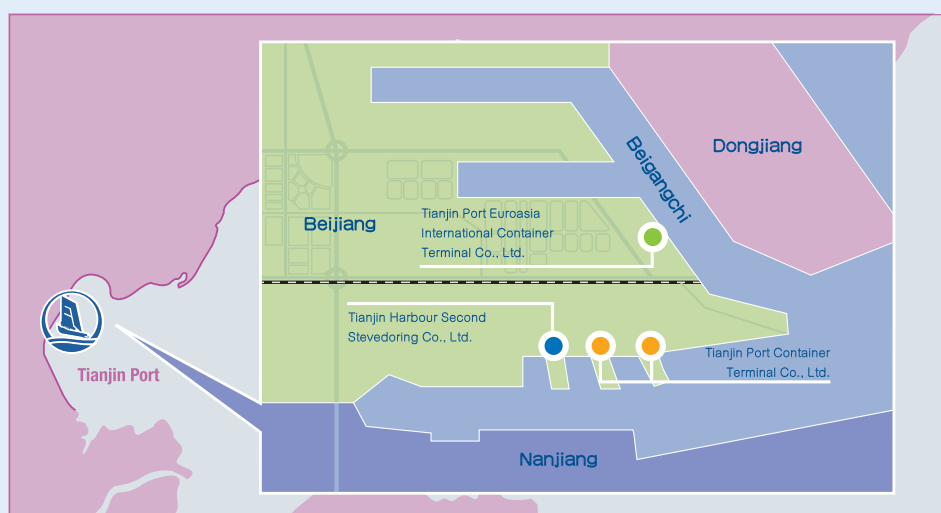 Dongjiang
Beigangchi
Beijiang
Tianjin Port Euroasia
International Container
Terminal Co., Ltd.
Tianjin Harbour Second
Stevedoring Co., Ltd.
Tianjin Port Container
Terminal Co., Ltd.
Tianjin Port
Nanjiang